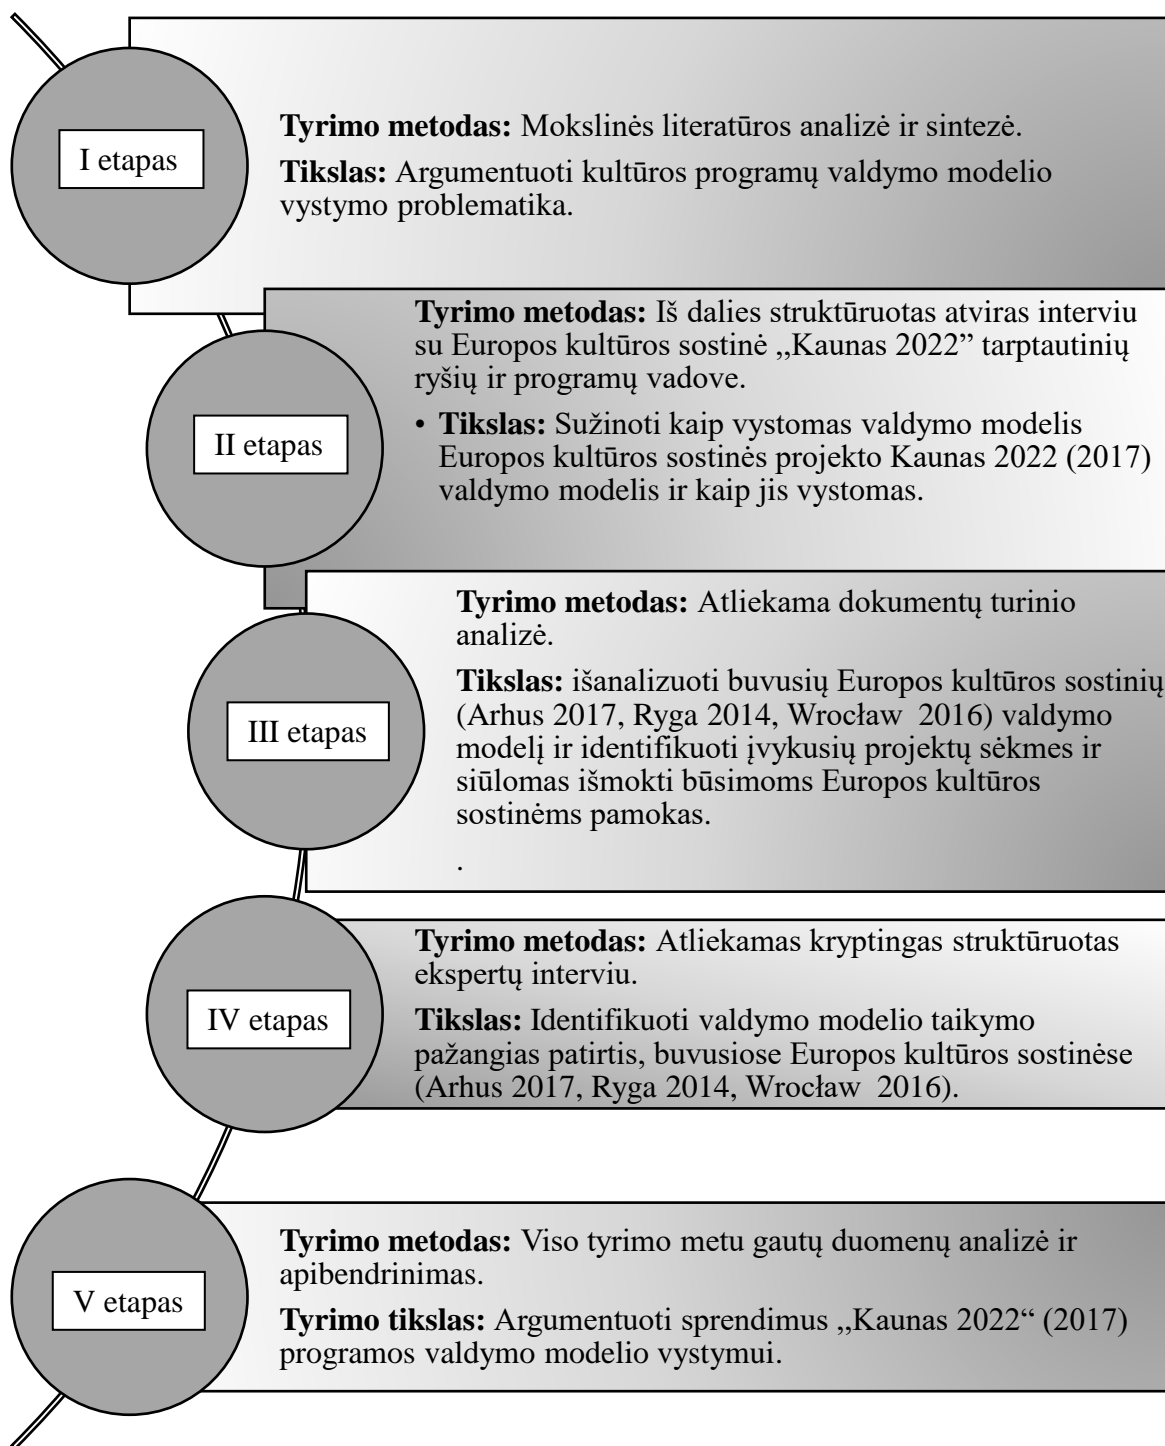 I etapas
Tyrimo metodas: Mokslinės literatūros analizė ir sintezė.
Tikslas: Argumentuoti kultūros programų valdymo modelio
vystymo problematika.
II etapas
Tyrimo metodas: Iš dalies struktūruotas atviras interviu
su Europos kultūros sostinė ,,Kaunas 2022” tarptautinių
ryšių ir programų vadove.
• Tikslas: Sužinoti kaip vystomas valdymo modelis
Europos kultūros sostinės projekto Kaunas 2022 (2017)
valdymo modelis ir kaip jis vystomas.
III etapas
Tyrimo metodas: Atliekama dokumentų turinio
analizė.
Tikslas: išanalizuoti buvusių Europos kultūros sostinių
(Arhus 2017, Ryga 2014, Wrocław 2016) valdymo
modelį ir identifikuoti įvykusių projektų sėkmes ir
siūlomas išmokti būsimoms Europos kultūros
sostinėms pamokas.
.
IV etapas
Tyrimo metodas: Atliekamas kryptingas struktūruotas
ekspertų interviu.
Tikslas: Identifikuoti valdymo modelio taikymo
pažangias patirtis, buvusiose Europos kultūros sostinėse
(Arhus 2017, Ryga 2014, Wrocław 2016).
V etapas
Tyrimo metodas: Viso tyrimo metu gautų duomenų analizė ir
apibendrinimas.
Tyrimo tikslas: Argumentuoti sprendimus ,,Kaunas 2022“ (2017)
programos valdymo modelio vystymui.